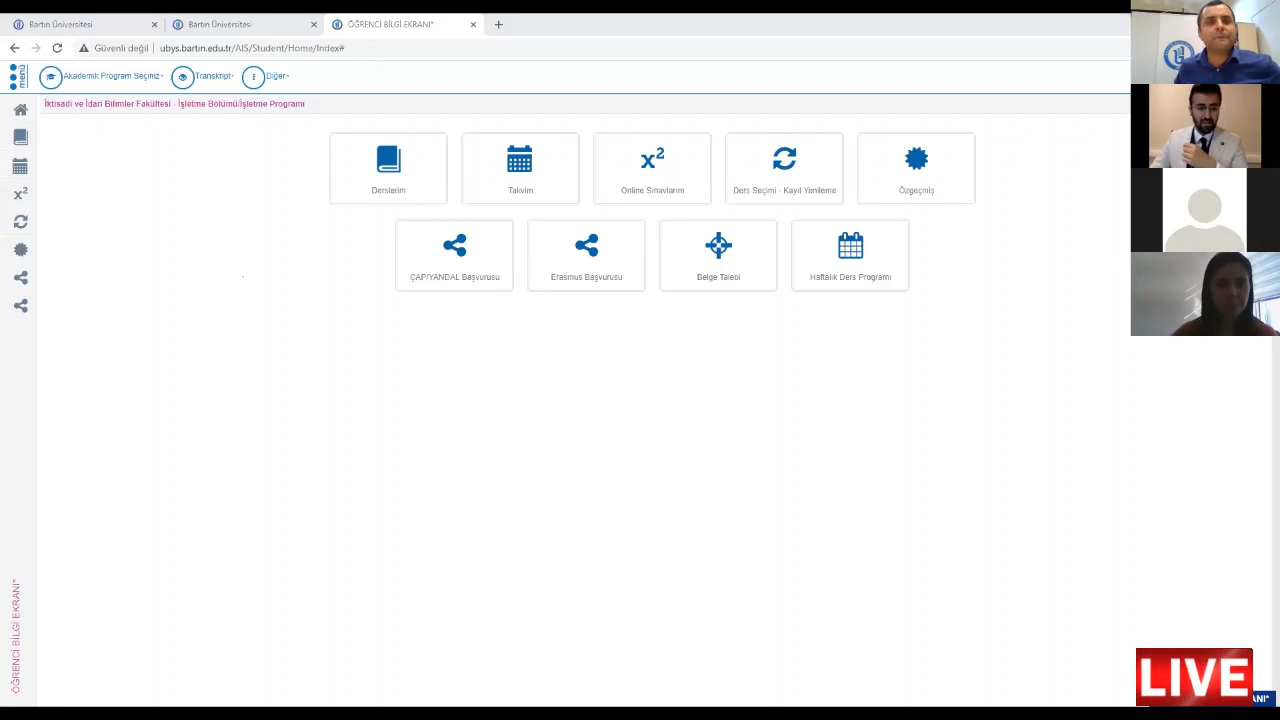 Bartın Üniversitesi
Bartın Üniversitesi
ÖĞRENCİ BİLGİ EKRANI*
Güvenli değil
ubys.bartin.edu.tr/AIS/Student/Home/Index#
menü
Akademik Program Seçiniz
Transkript
Diğer
İktisadi ve İdari Bilimler Fakültesi - İşletme Bölümü/İşletme Programı
Derslerim
Takvim
Online Sınavlarım
Ders Seçimi - Kayıt Yenileme
Özgeçmiş
ÇAP/YANDAL Başvurusu
Erasmus Başvurusu
Belge Talebi
Haftalık Ders Programı
ÖĞRENCİ BİLGİ EKRANI*
LIVE
ANI*